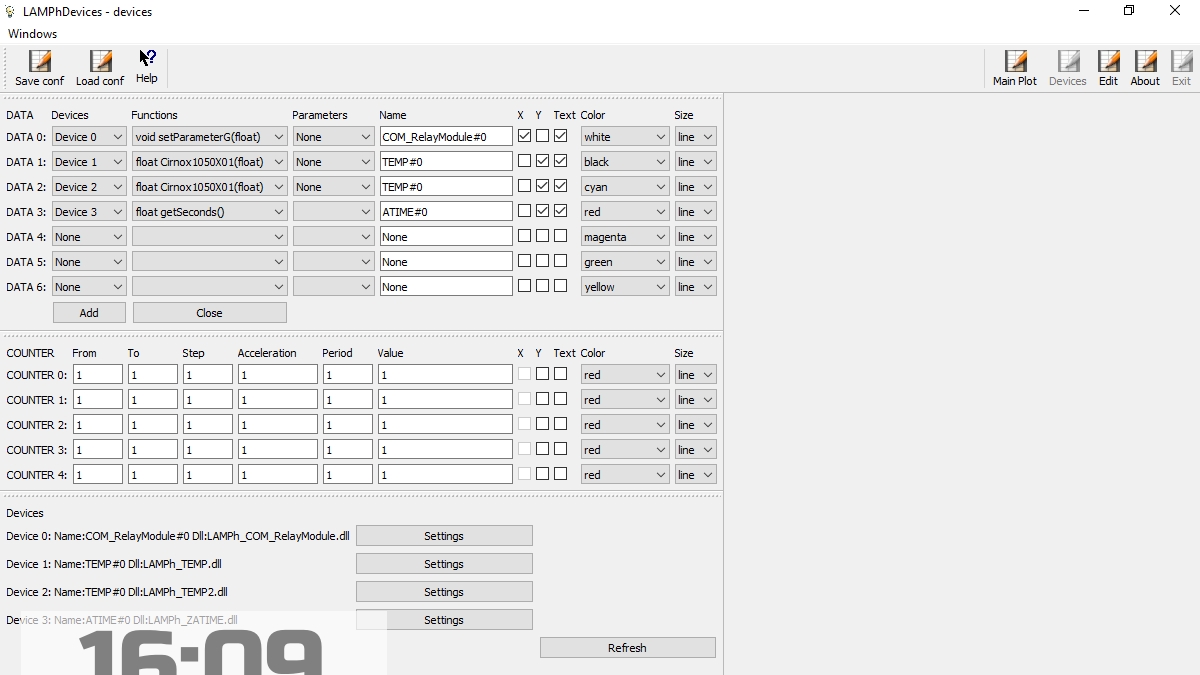 LAMPhDevices - devices
Windows
Save conf Load conf Help Main Plot Devices Edit About Exit
DATA Devices Functions Parameters Name X Y Text Color Size
DATA 0: Device 0 void setParameterG(float) None COM_RelayModule#0 white line
DATA 1: Device 1 float Cirnox1050X01(float) None TEMP#0 black line
DATA 2: Device 2 float Cirnox1050X01(float) None TEMP#0 cyan line
DATA 3: Device 3 float getSeconds() ATIME#0 red line
DATA 4: None None magenta line
DATA 5: None None green line
DATA 6: None None yellow line
Add Close
COUNTER From To Step Acceleration Period Value X Y Text Color Size
COUNTER 0: 1 1 1 1 1 1 red line
COUNTER 1: 1 1 1 1 1 1 red line
COUNTER 2: 1 1 1 1 1 1 red line
COUNTER 3: 1 1 1 1 1 1 red line
COUNTER 4: 1 1 1 1 1 1 red line
Devices
Device 0: Name:COM_RelayModule#0 Dll:LAMPh_COM_RelayModule.dll Settings
Device 1: Name:TEMP#0 Dll:LAMPh_TEMP.dll Settings
Device 2: Name:TEMP#0 Dll:LAMPh_TEMP2.dll Settings
Device 3: Name:ATIME#0 Dll:LAMPh_ZATIME.dll Settings
16:09
Refresh